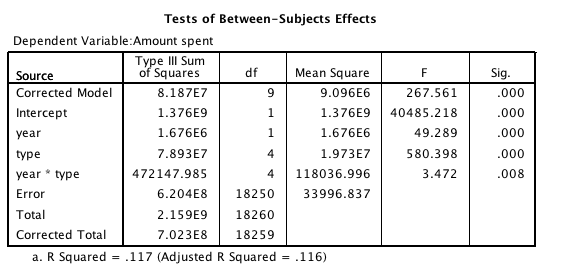 Tests of Between-Subjects Effects
Dependent Variable:Amount spent
Source Type III Sum of Squares df Mean Square F Sig.
Corrected Model 8.187E7 9 9.096E6 267.561 .000
Intercept 1.376E9 1 1.376E9 40485.218 .000
year 1.676E6 1 1.676E6 49.289 .000
type 7.893E7 4 1.973E7 580.398 .000
year * type 472147.985 4 118036.996 3.472 .008
Error 6.204E8 18250 33996.837
Total 2.159E9 18260
Corrected Total 7.023E8 18259
a. R Squared = .117 (Adjusted R Squared = .116)